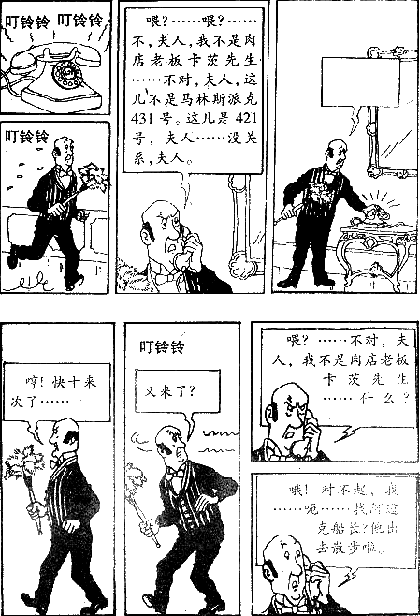 叮铃铃 叮铃铃
叮铃铃
喂?……喂?……
不,夫人,我不是肉
店老板卡茨先生
……不对,夫人,这
儿不是马林斯派克
431号。这儿是421
号,夫人……没关
系,夫人。
哼!快十来
次了……
叮铃铃
又来了?
喂?……不对,夫
人,我不是肉店老板
卡茨先生
……什么?
哦!对不起,我
……呃……找阿道
克船长?他出
去散步啦。